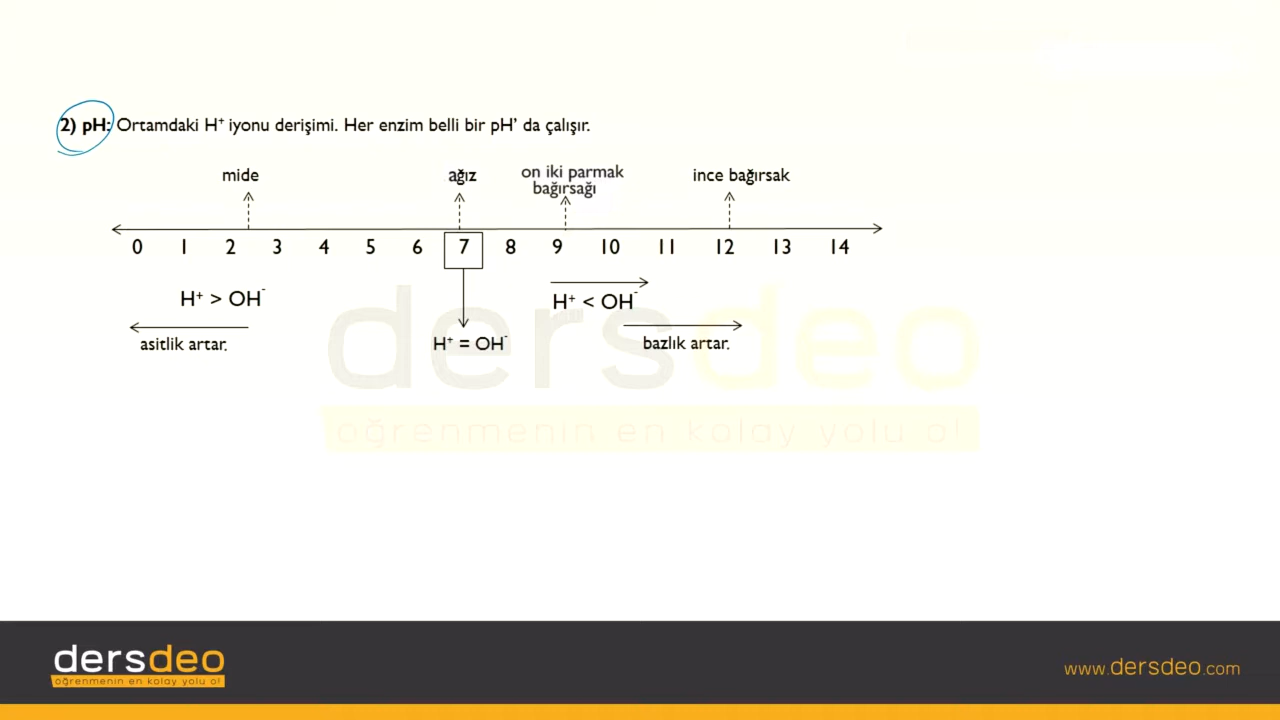 2) pH: Ortamdaki H⁺ iyonu derişimi. Her enzim belli bir pH' da çalışır.
mide ağız on iki parmak bağırsağı ince bağırsak
0 1 2 3 4 5 6 7 8 9 10 11 12 13 14
H⁺ > OH⁻ H⁺ < OH⁻
asitlik artar. H⁺ = OH⁻ bazlık artar.
dersdeo
öğrenmenin en kolay yolu o!
dersdeo
öğrenmenin en kolay yolu o!
www.dersdeo.com